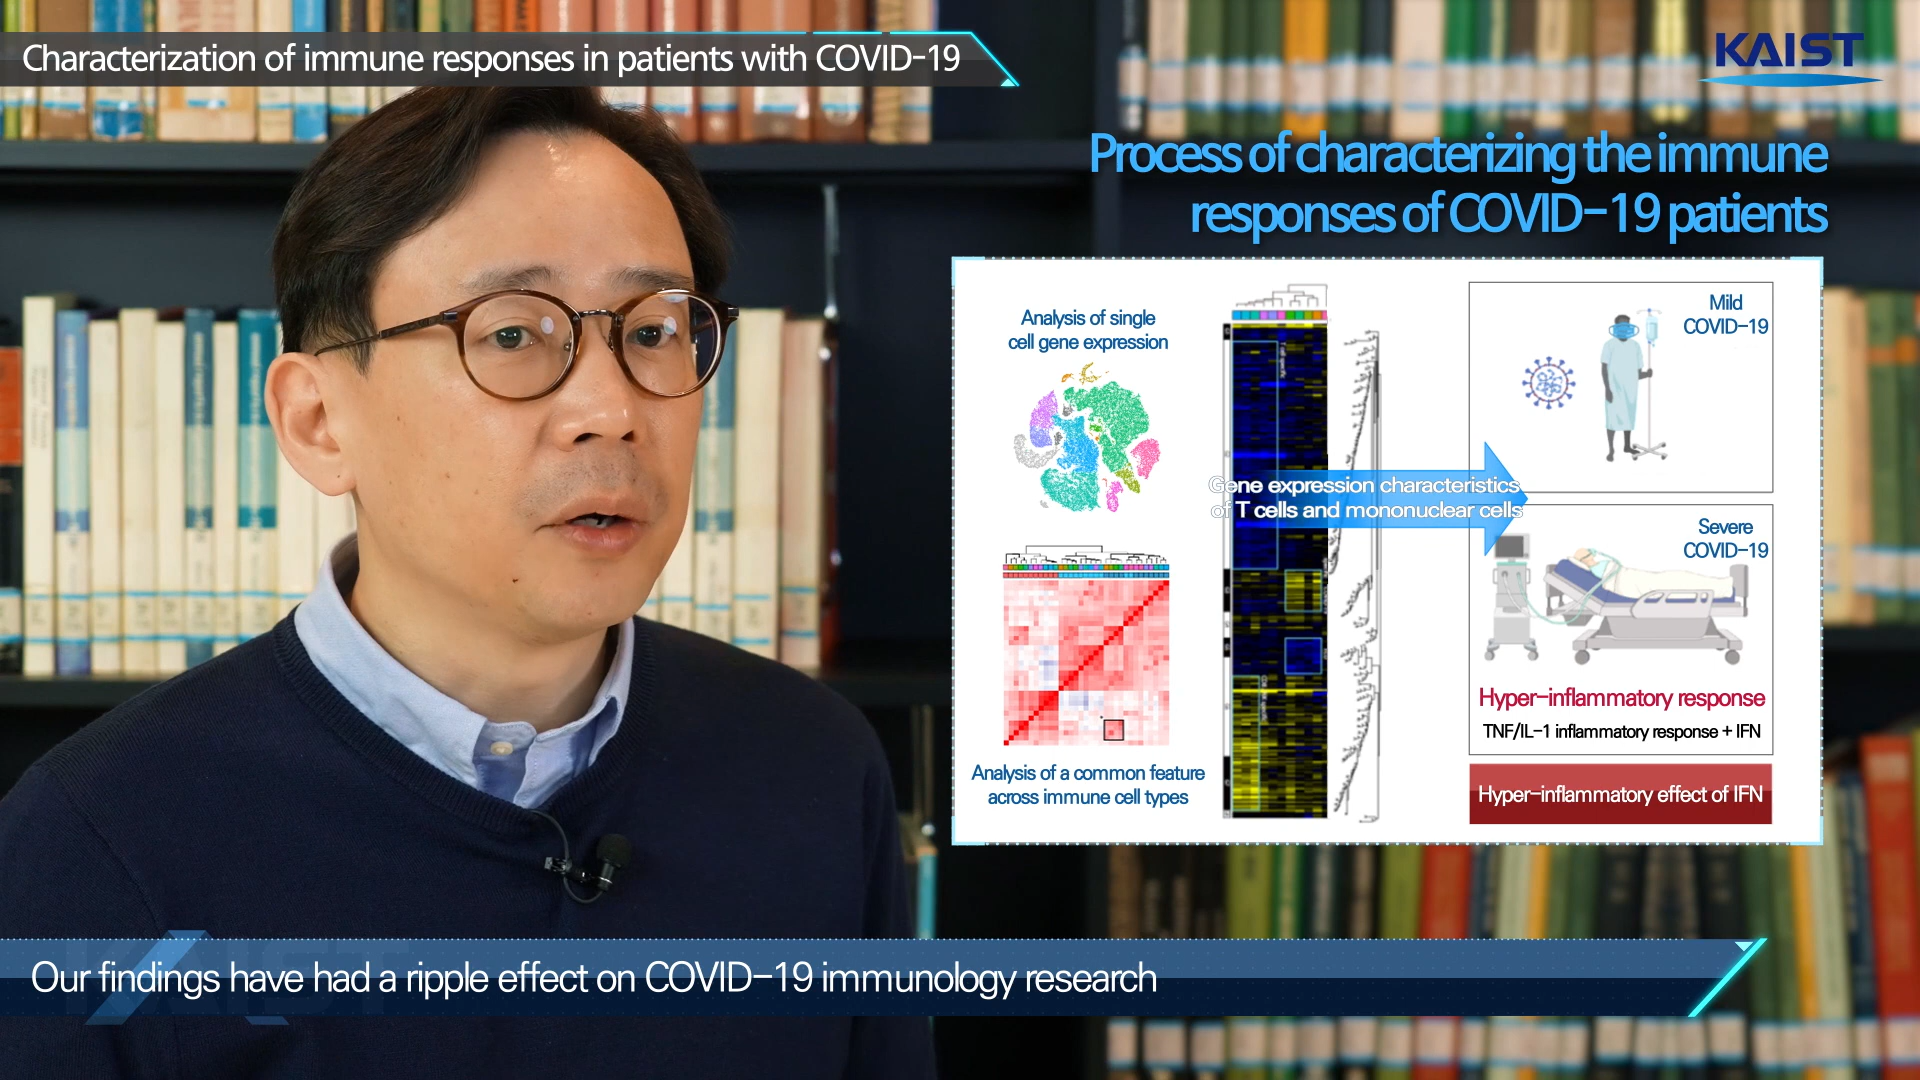 Characterization of immune responses in patients with COVID-19
KAIST
Process of characterizing the immune
responses of COVID-19 patients
Analysis of single
cell gene expression
Gene expression characteristics
of T cells and mononuclear cells
Analysis of a common feature
across immune cell types
Mild
COVID-19
Severe
COVID-19
Hyper-inflammatory response
TNF/IL-1 inflammatory response + IFN
Hyper-inflammatory effect of IFN
Our findings have had a ripple effect on COVID-19 immunology research